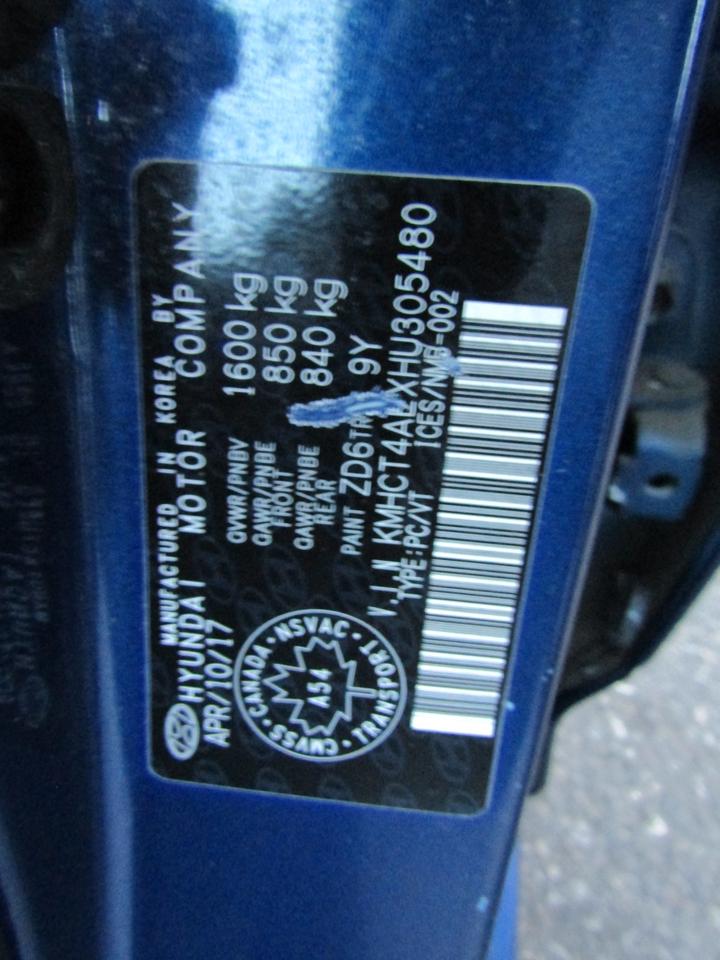 MANUFACTURED IN KOREA BY
HYUNDAI MOTOR COMPANY
APR/10/17
GVWR/PNBV 1600 kg
GAWR/PNBE FRONT 850 kg
GAWR/PNBE REAR 840 kg
PAINT ZD6 9Y
V.I.N KMHCT4AEXHU305480
TYPE:PC/VT ICES/NMB-002
CANADA · NSVAC · TRANSPORT · CMVSS
A54